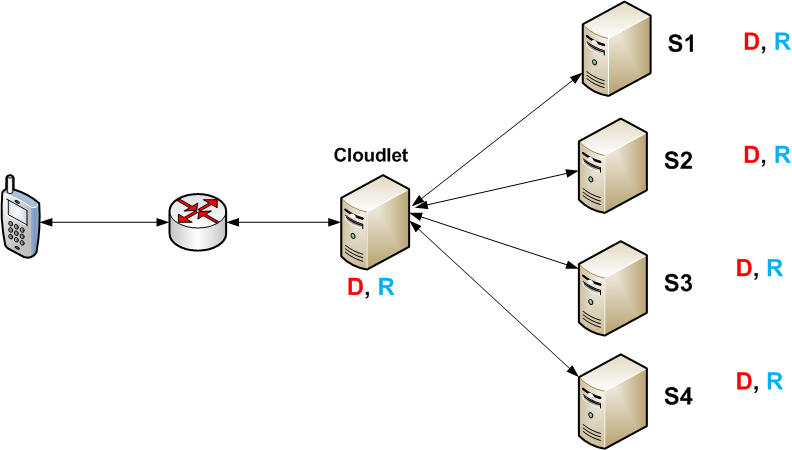 S1 D, R
Cloudlet
S2 D, R
D, R
S3 D, R
S4 D, R